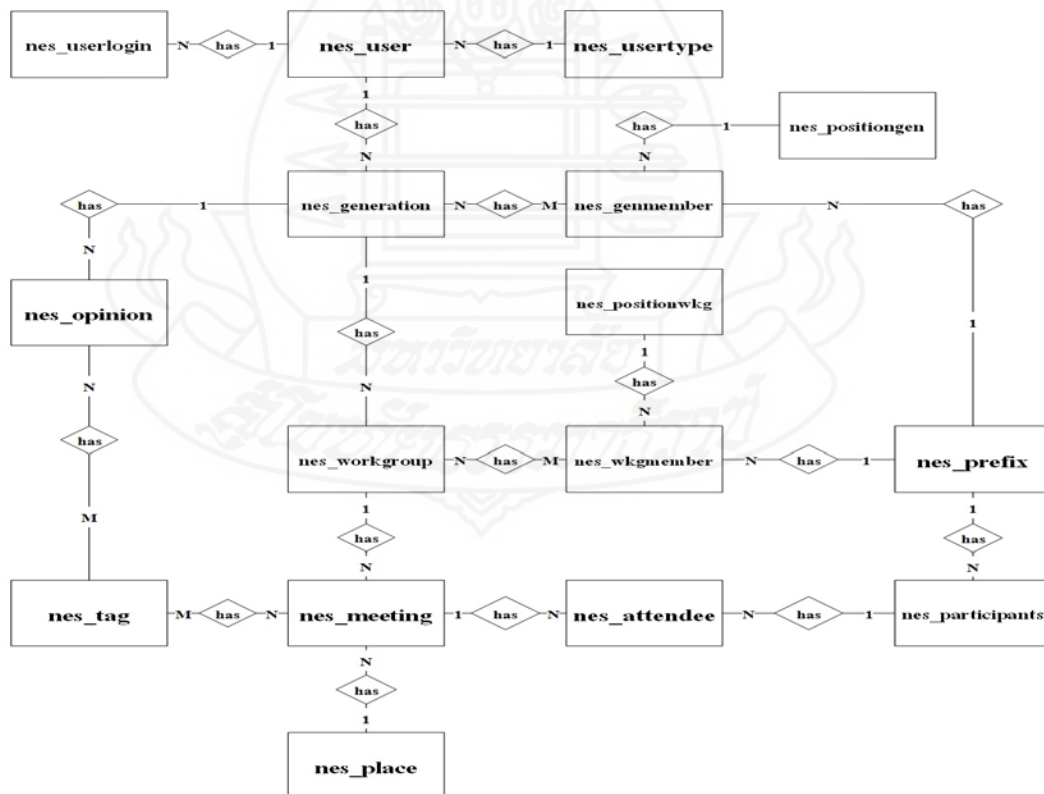 nes_userlogin N has 1 nes_user N has 1 nes_usertype
1
has
N
has 1 nes_positiongen
N
has 1 nes_generation N has M nes_genmember N has
N
nes_opinion
1
has
N
nes_positionwkg
1
has
N
1
N
has
M
nes_workgroup N has M nes_wkgmember N has 1 nes_prefix
1
has
N
1
has
N
nes_tag M has N nes_meeting 1 has N nes_attendee N has 1 nes_participants
N
has
1
nes_place